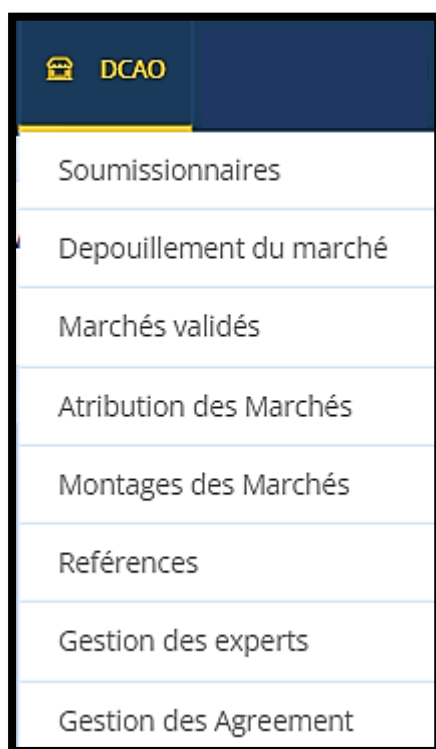 DCAO
Soumissionnaires
Depouillement du marché
Marchés validés
Atribution des Marchés
Montages des Marchés
Reférences
Gestion des experts
Gestion des Agreement